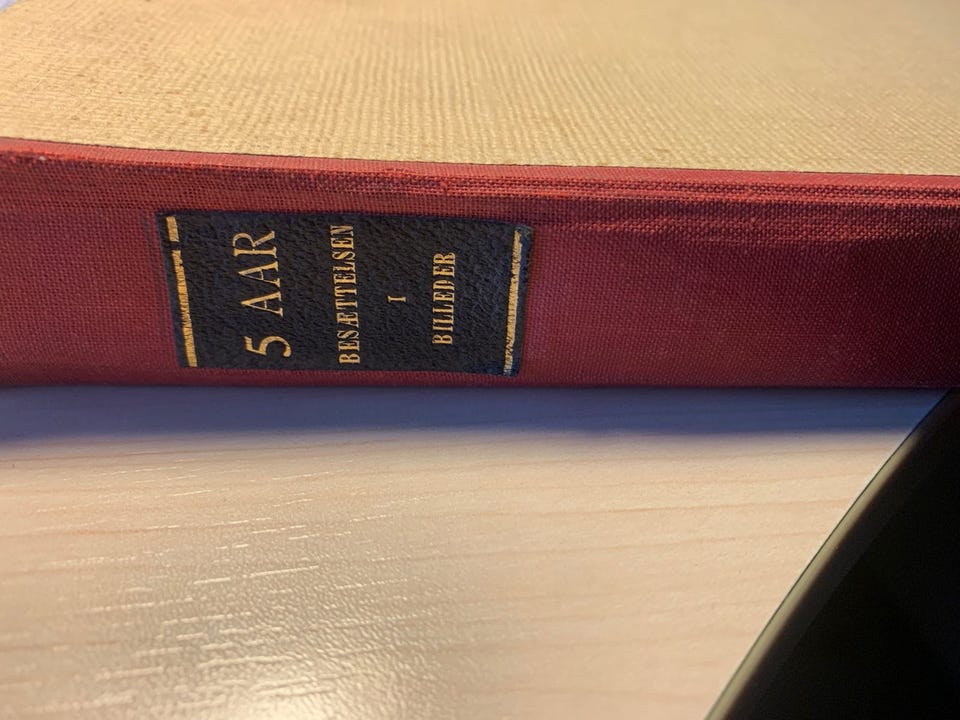 5 AAR
BESÆTTELSEN
I
BILLEDER